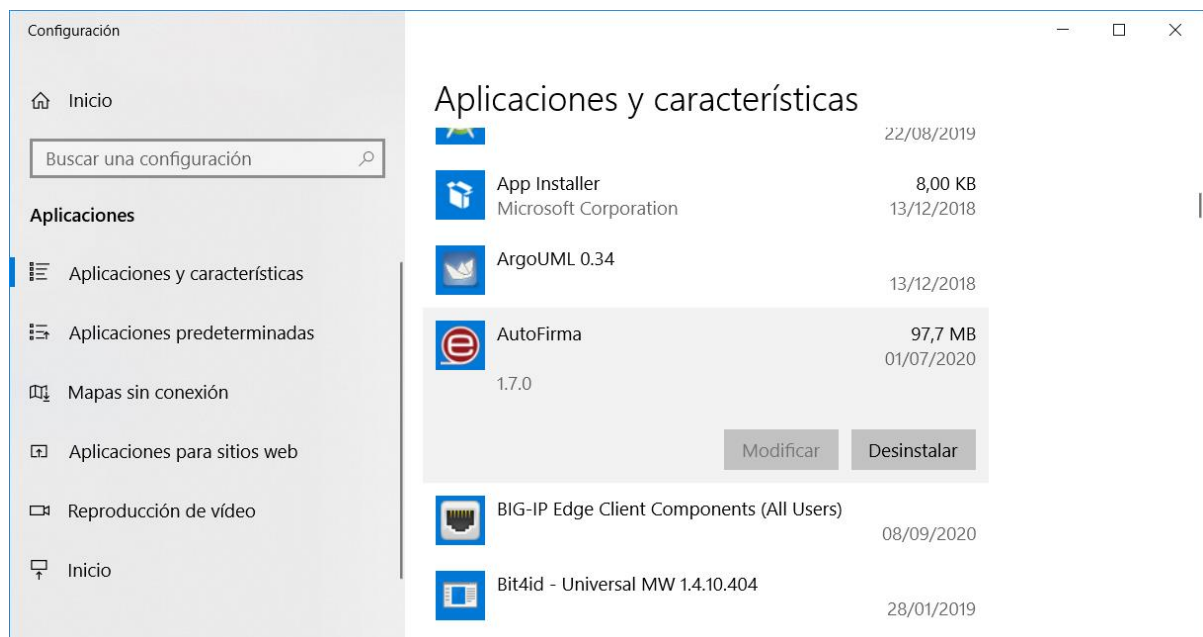 Configuración
Inicio
Buscar una configuración
Aplicaciones
Aplicaciones y características
Aplicaciones predeterminadas
Mapas sin conexión
Aplicaciones para sitios web
Reproducción de vídeo
Inicio
Aplicaciones y características
22/08/2019
App Installer 8,00 KB
Microsoft Corporation 13/12/2018
ArgoUML 0.34
13/12/2018
AutoFirma 97,7 MB
01/07/2020
1.7.0
Modificar Desinstalar
BIG-IP Edge Client Components (All Users)
08/09/2020
Bit4id - Universal MW 1.4.10.404
28/01/2019